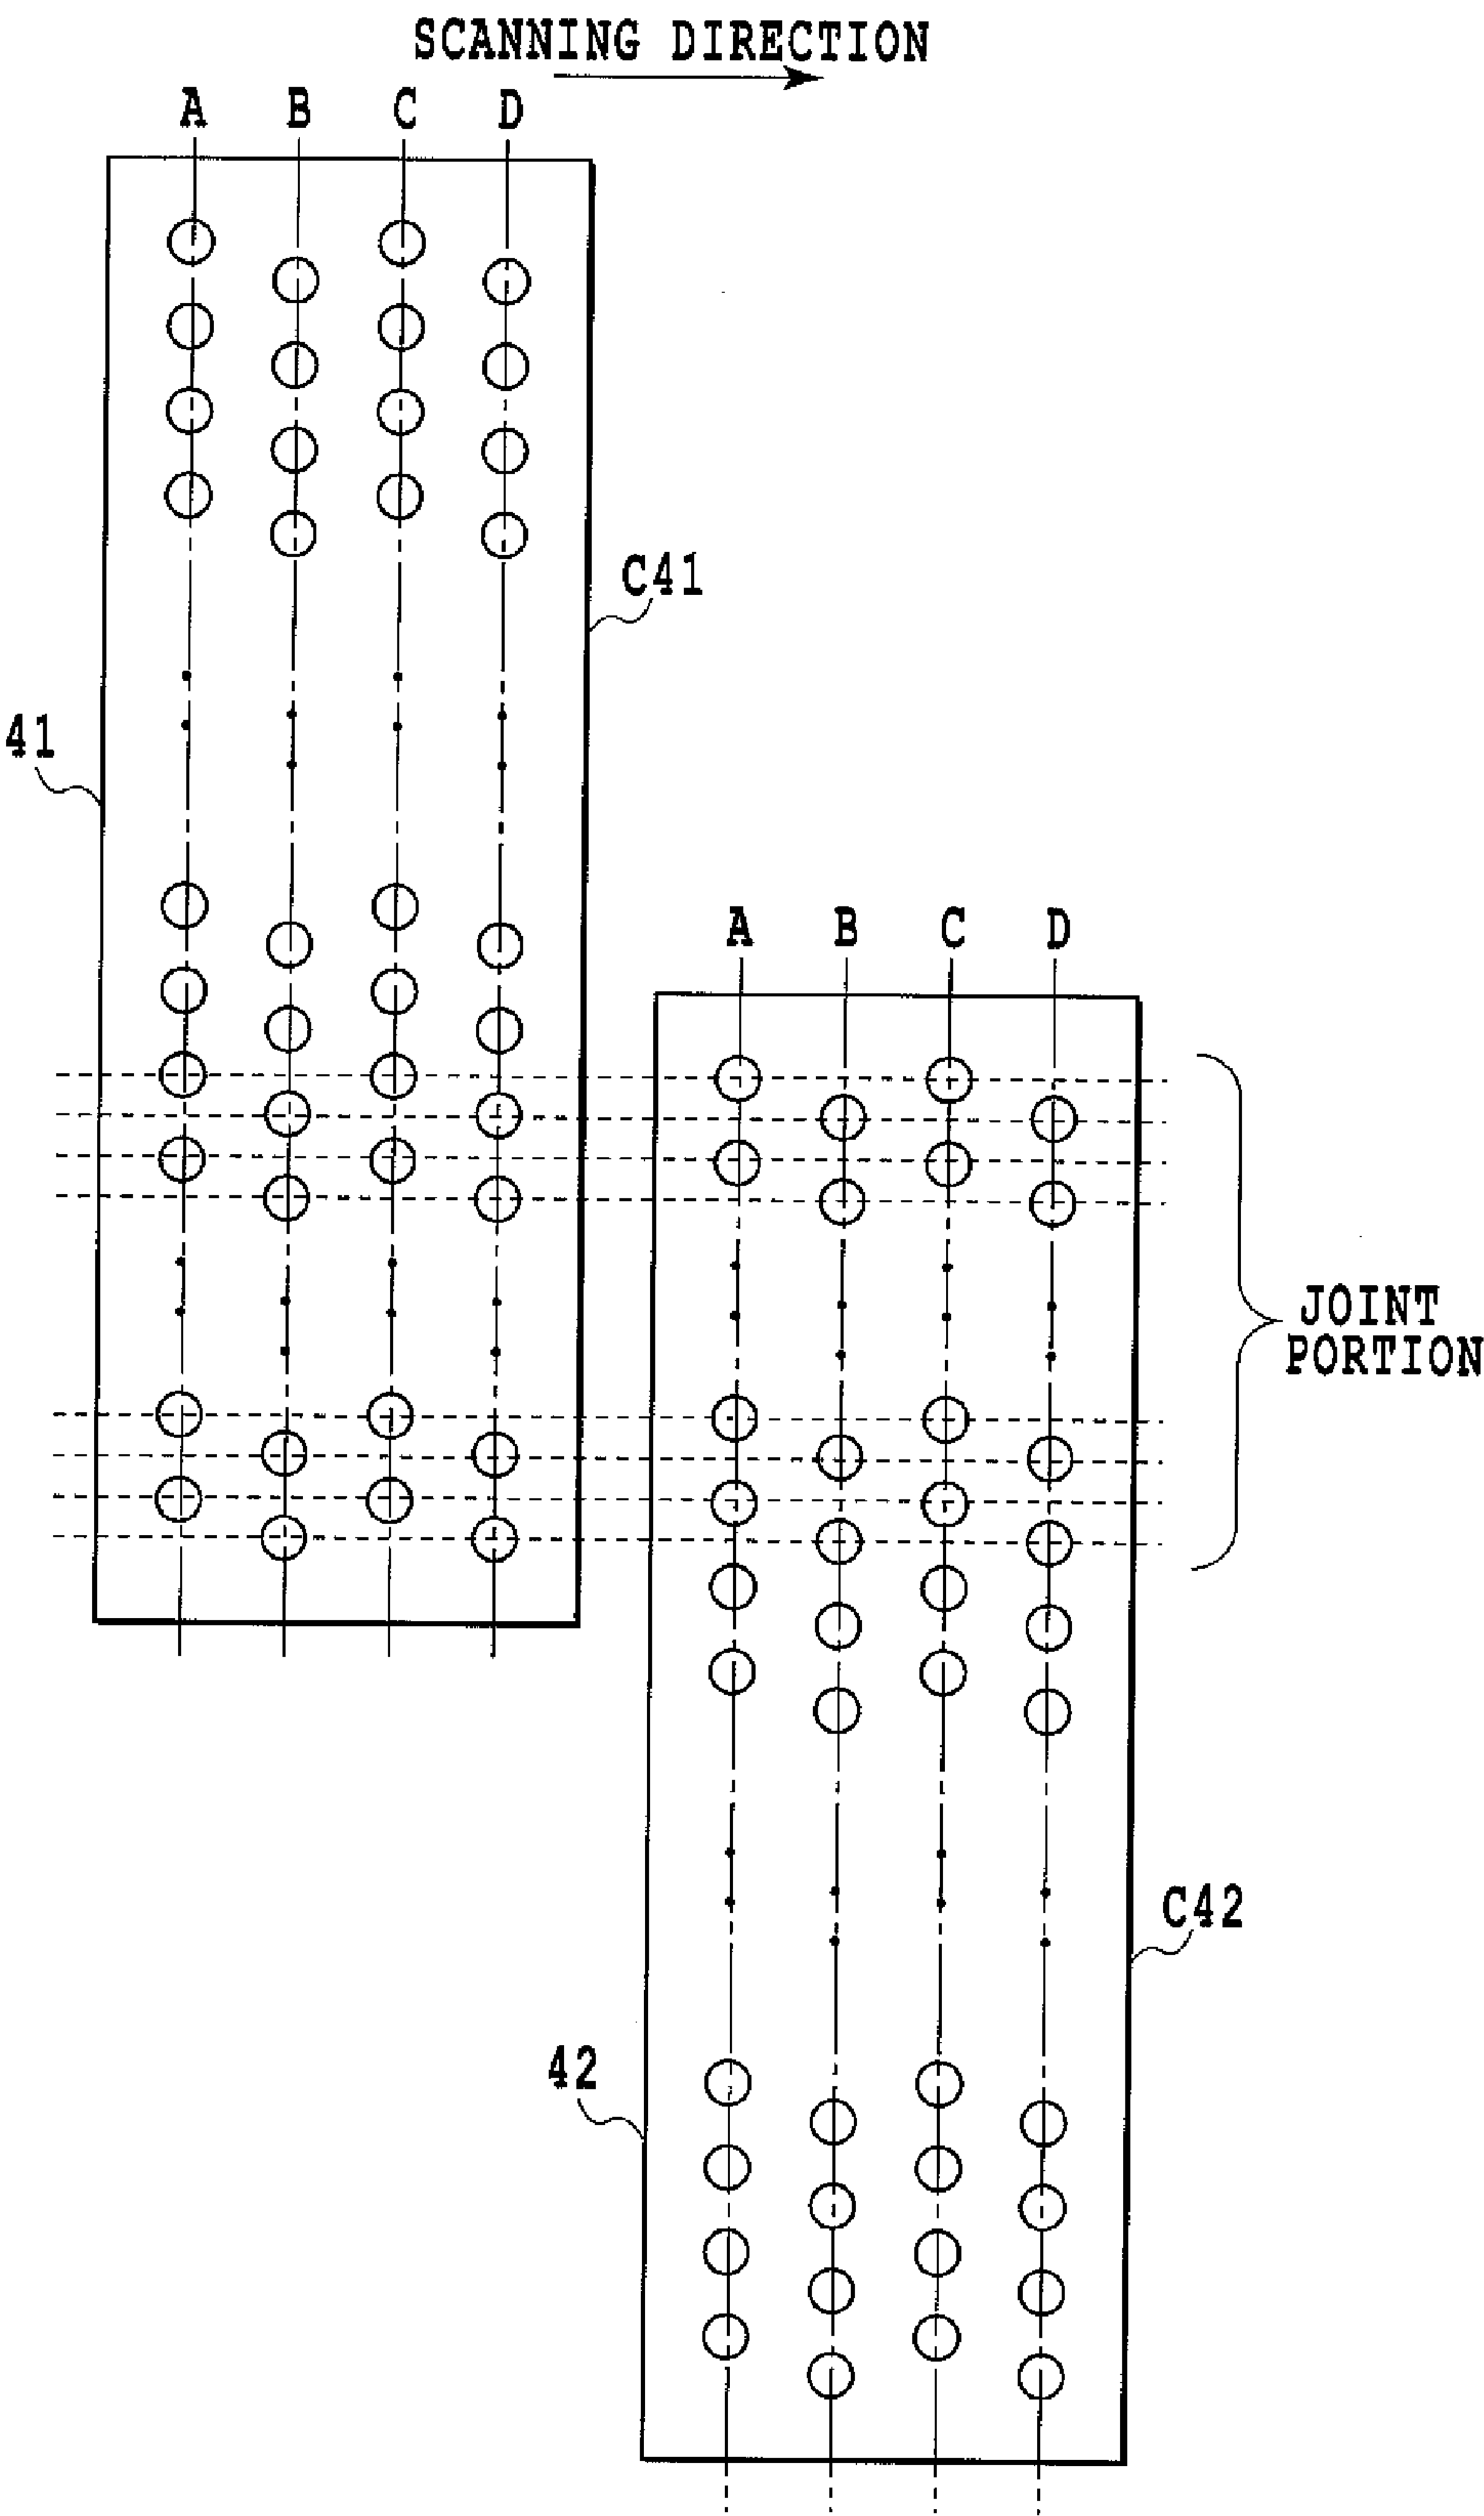 SCANNING DIRECTION
A B C D
C41
41
A B C D
JOINT
PORTION
C42
42